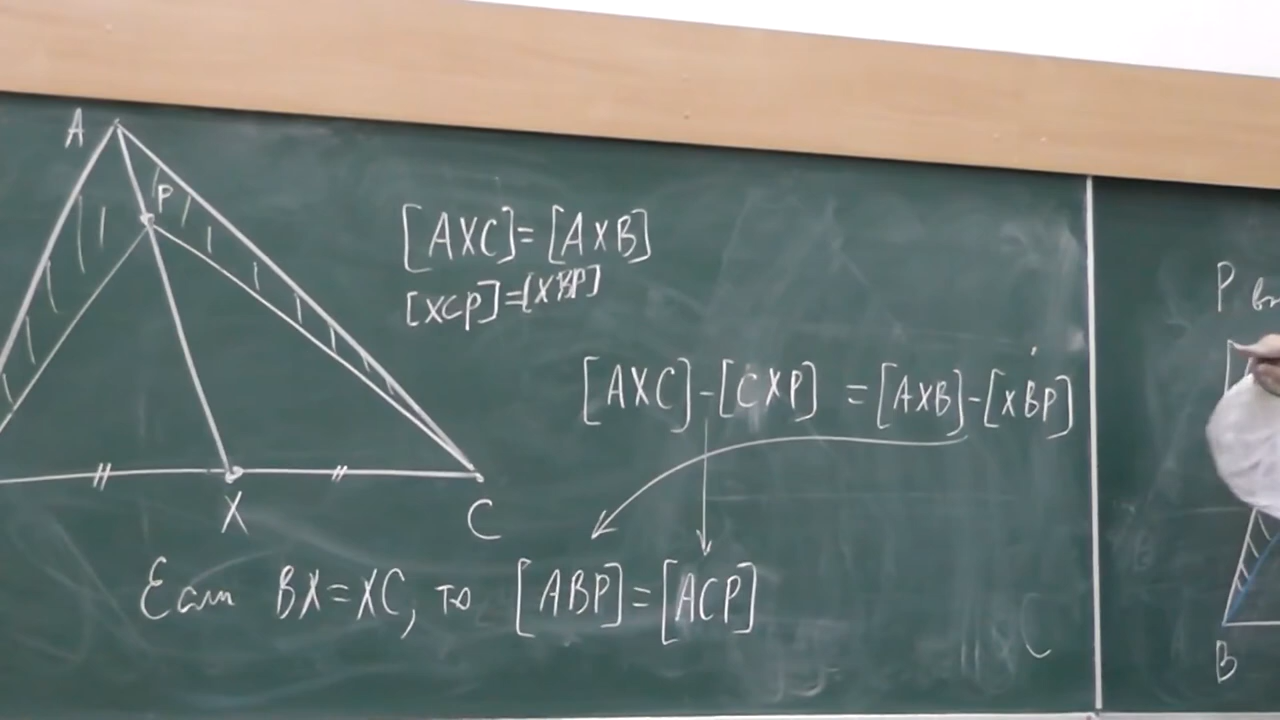 A
P
[AXC]=[AXB]
[XCP]=[XBP]
[AXC]-[CXP] =[AXB]-[XBP]
X
C
Если BX=XC, то [ABP]=[ACP]
C
P
B